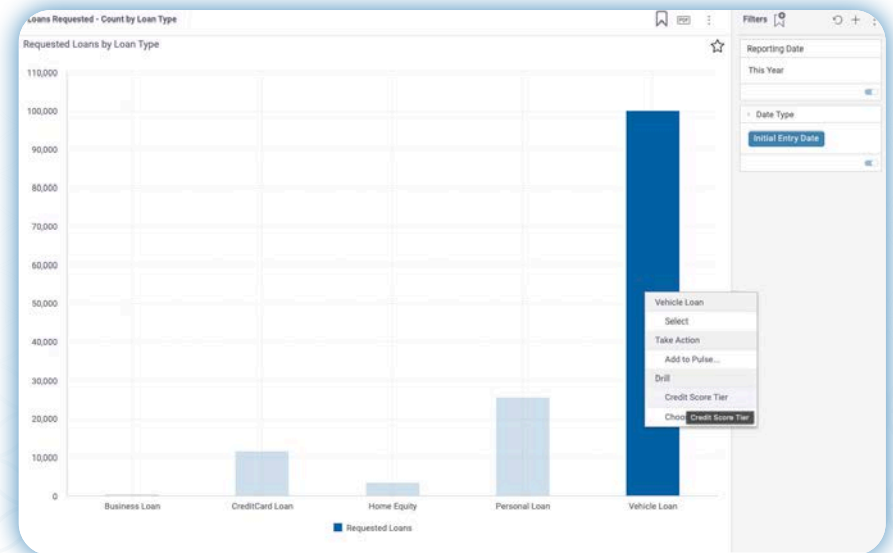 Loans Requested - Count by Loan Type
PDF
Filters
Requested Loans by Loan Type
Reporting Date
This Year
Date Type
Initial Entry Date
110,000
100,000
90,000
80,000
70,000
60,000
50,000
40,000
30,000
20,000
10,000
0
Vehicle Loan
Select
Take Action
Add to Pulse...
Drill
Credit Score Tier
Choo
Credit Score Tier
Business Loan
CreditCard Loan
Home Equity
Personal Loan
Vehicle Loan
Requested Loans